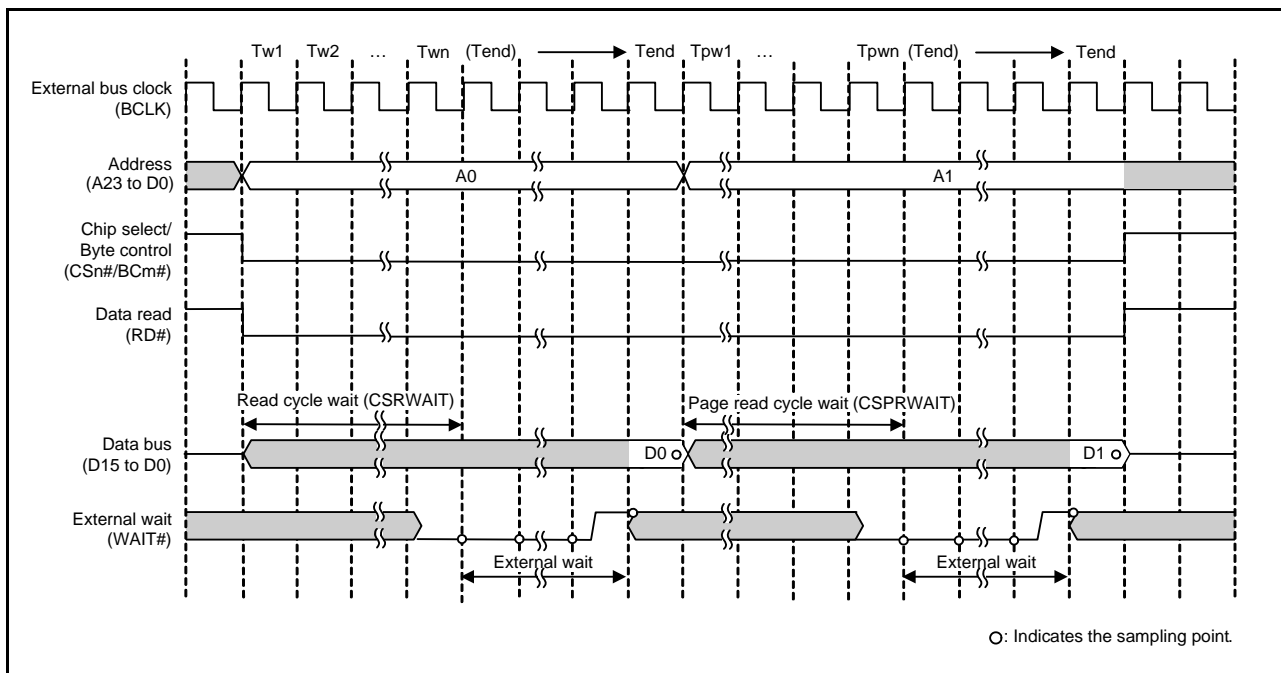 Tw1 Tw2 … Twn (Tend) Tend Tpw1 … Tpwn (Tend) Tend
External bus clock
(BCLK)
Address
(A23 to D0)
A0 A1
Chip select/
Byte control
(CSn#/BCm#)
Data read
(RD#)
Read cycle wait (CSRWAIT) Page read cycle wait (CSPRWAIT)
Data bus
(D15 to D0)
D0 D1
External wait
(WAIT#)
External wait External wait
: Indicates the sampling point.